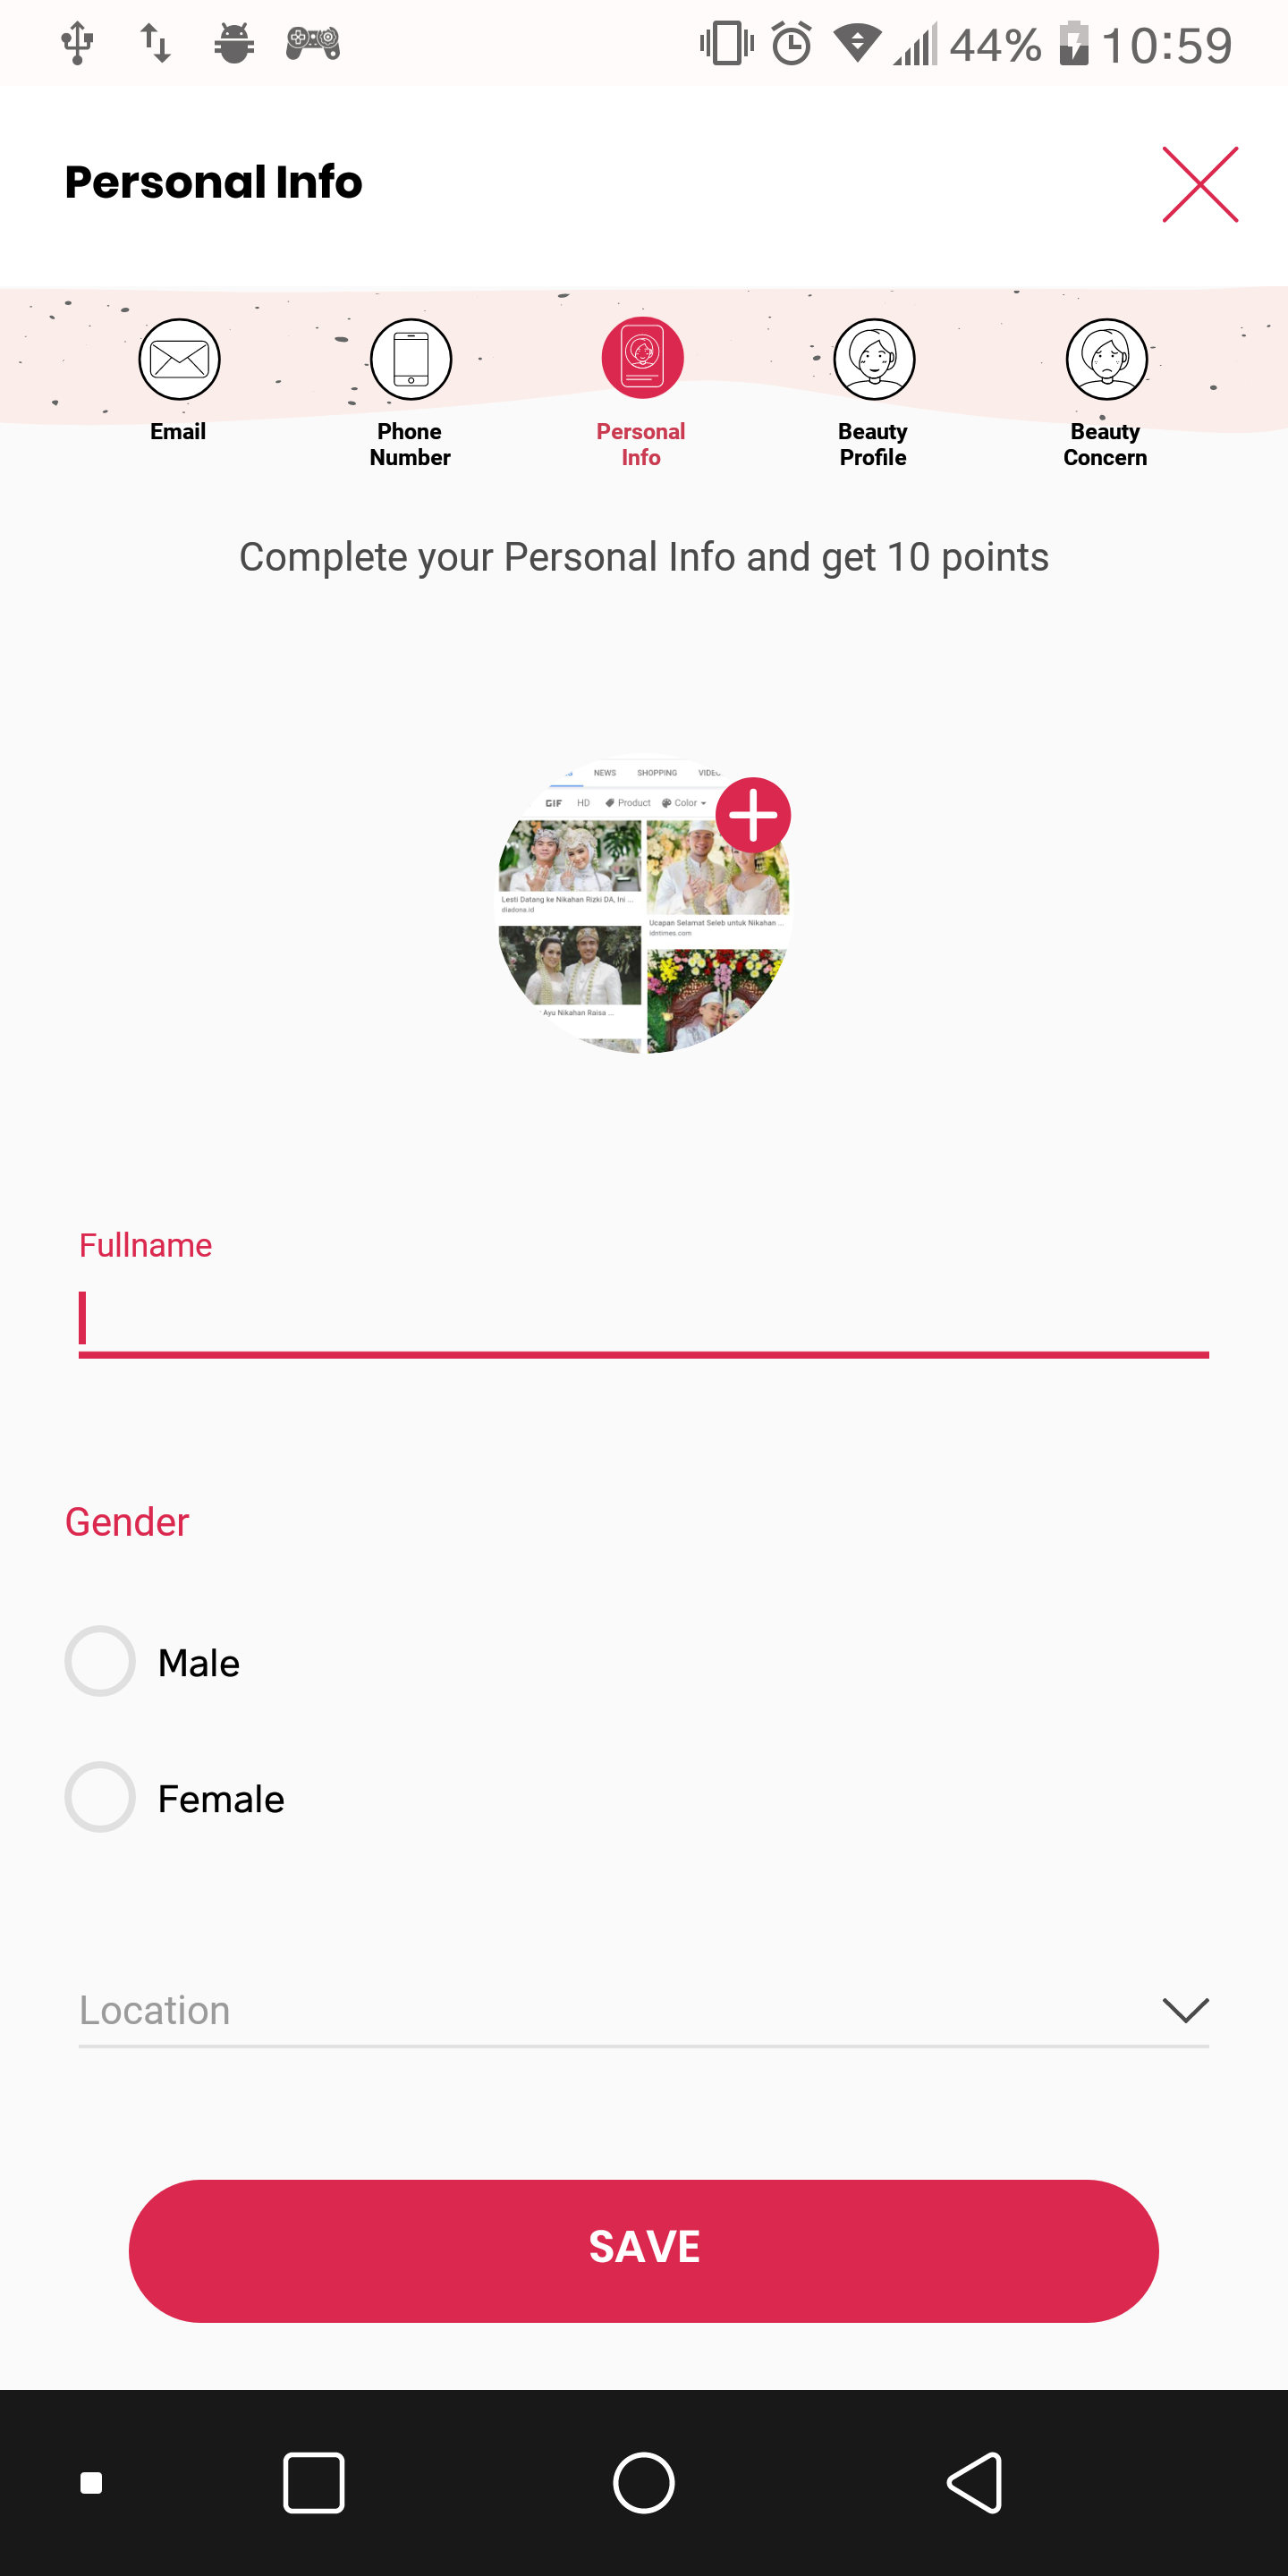 44% 10:59
Personal Info
Email
Phone
Number
Personal
Info
Beauty
Profile
Beauty
Concern
Complete your Personal Info and get 10 points
NEWS SHOPPING
GIF HD Product Color
Lesti Datang ke Nikahan Rizki DA, Ini ...
diadona.id
Ucapan Selamat Seleb untuk Nikahan ...
idntimes.com
Ayu Nikahan Raisa ...
Fullname
Gender
Male
Female
Location
SAVE